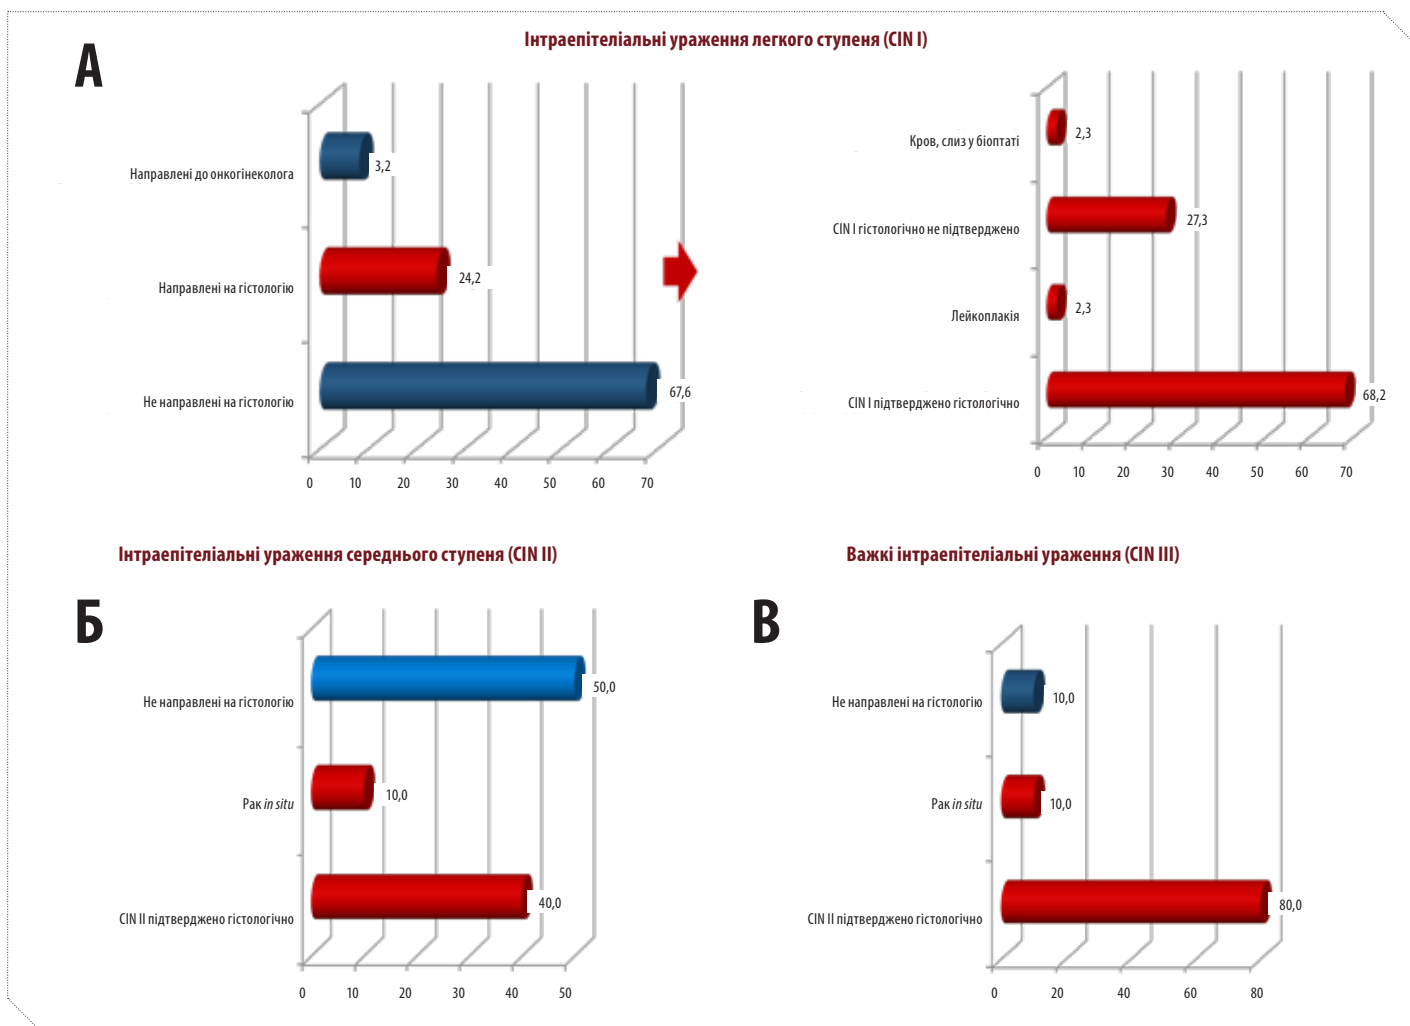 Інтраепітеліальні ураження легкого ступеня (CIN I)
А
Направлені до онкогінеколога
3,2
Направлені на гістологію
24,2
Не направлені на гістологію
67,6
0 10 20 30 40 50 60 70
Кров, слиз у біоптаті
2,3
CIN I гістологічно не підтверджено
27,3
Лейкоплакія
2,3
CIN I підтверджено гістологічно
68,2
0 10 20 30 40 50 60 70
Інтраепітеліальні ураження середнього ступеня (CIN II)
Б
Не направлені на гістологію
50,0
Рак in situ
10,0
CIN II підтверджено гістологічно
40,0
0 10 20 30 40 50
Важкі інтраепітеліальні ураження (CIN III)
В
Не направлені на гістологію
10,0
Рак in situ
10,0
CIN II підтверджено гістологічно
80,0
0 20 40 60 80